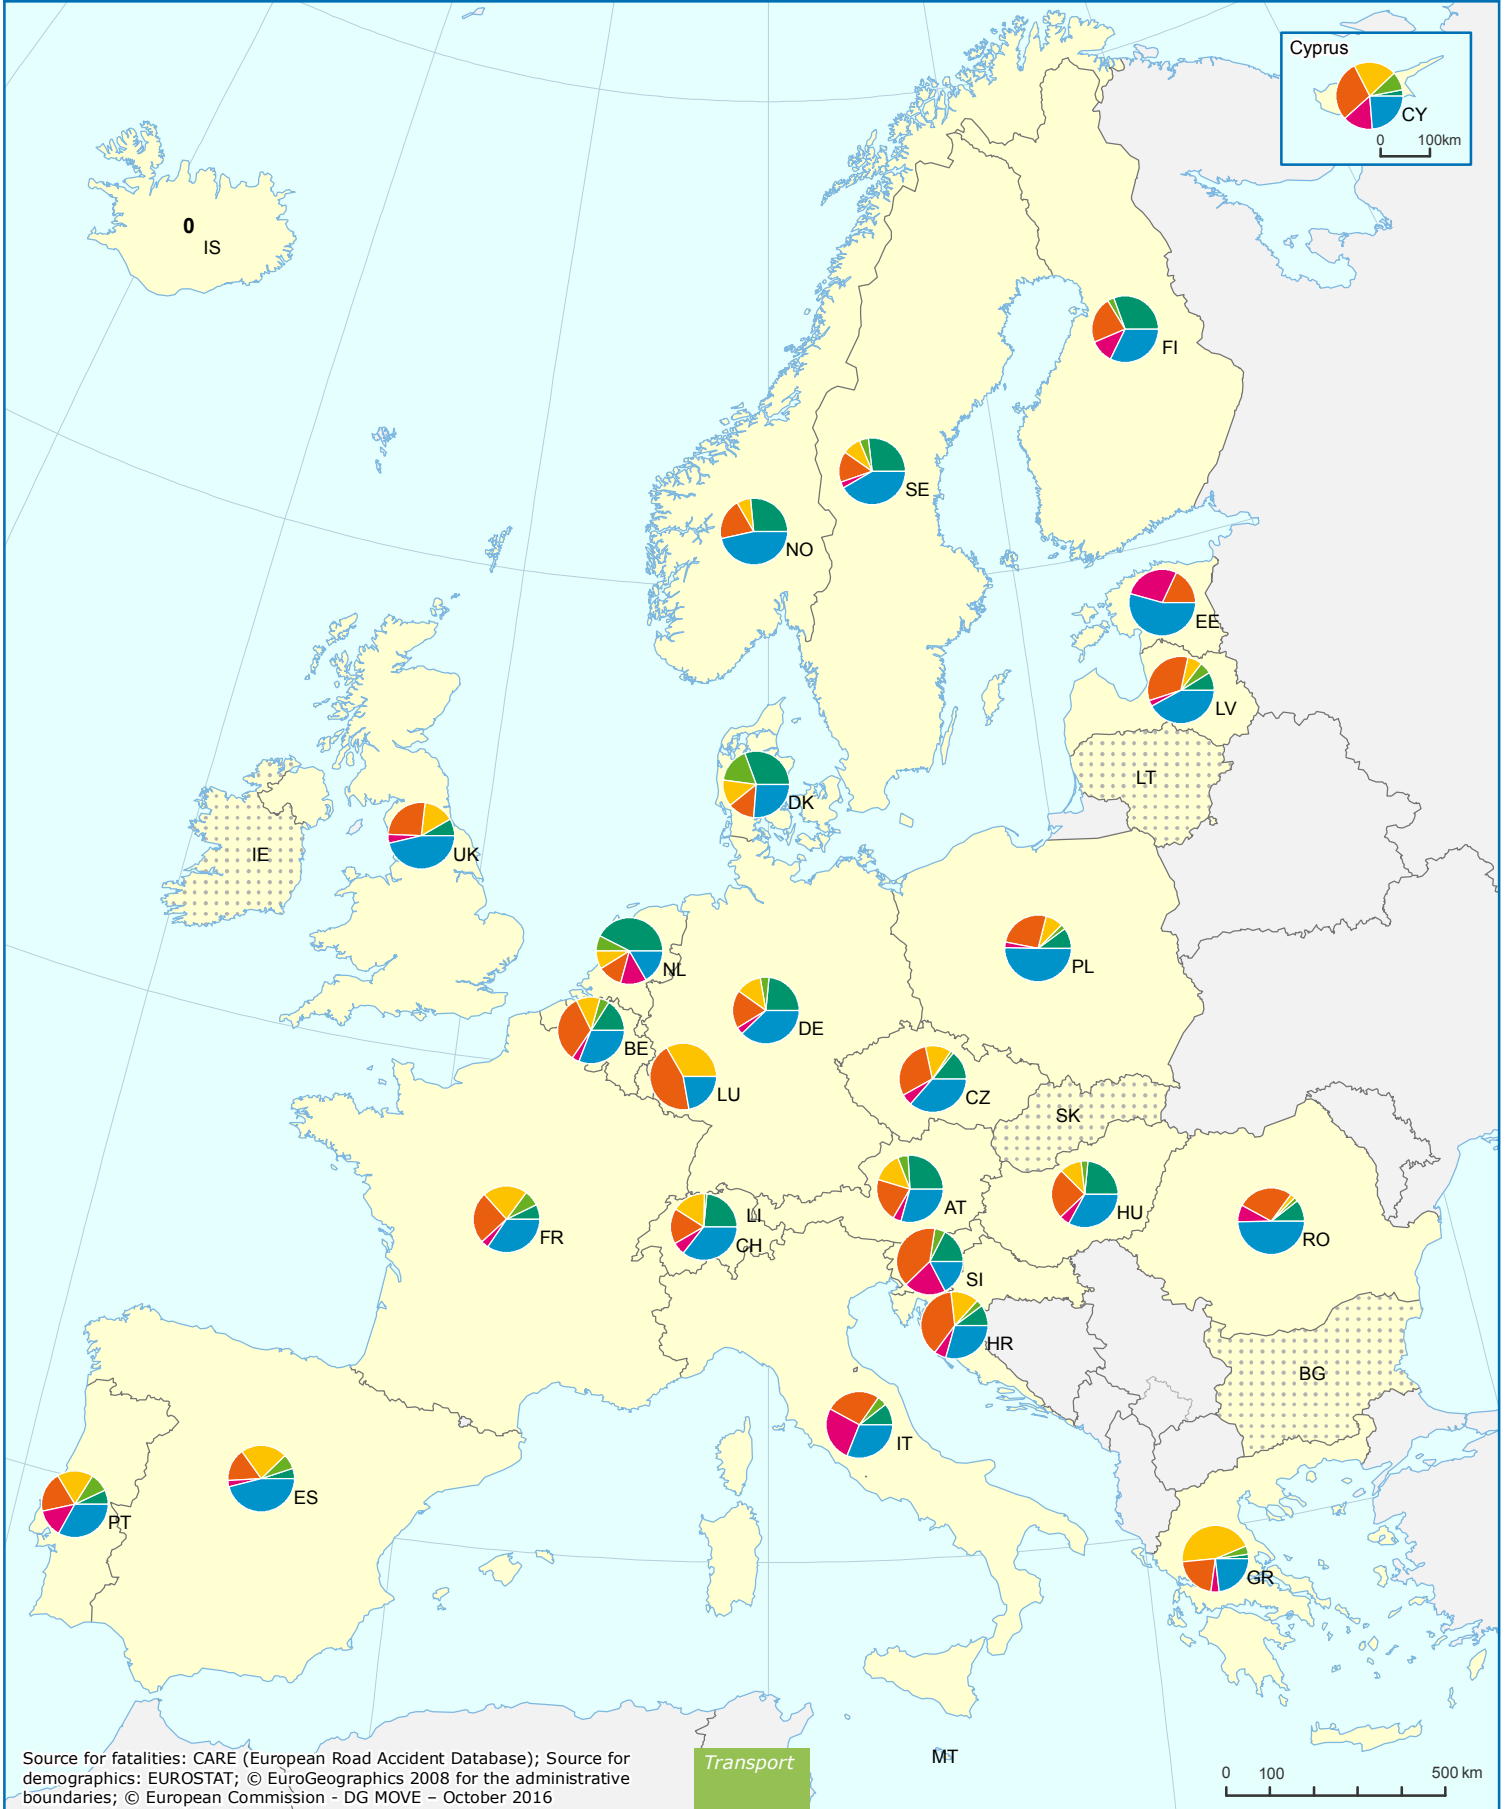 Cyprus
CY
0 100km
0
IS
FI
SE
NO
EE
LV
LT
DK
IE
UK
NL
PL
DE
BE
LU
CZ
SK
AT
LI
CH
HU
RO
FR
SI
HR
BG
IT
ES
PT
GR
MT
Source for fatalities: CARE (European Road Accident Database); Source for
demographics: EUROSTAT; © EuroGeographics 2008 for the administrative
boundaries; © European Commission - DG MOVE – October 2016
Transport
0 100 500 km